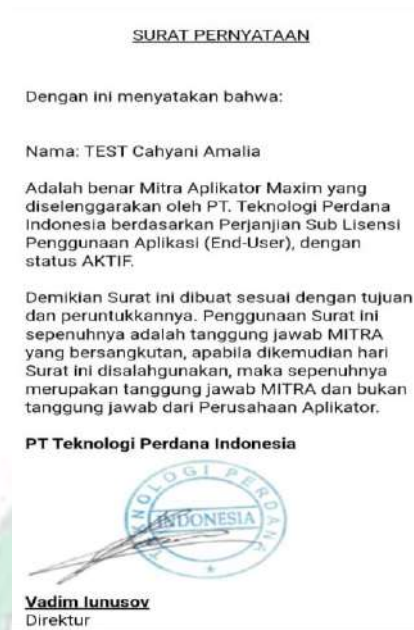 SURAT PERNYATAAN
Dengan ini menyatakan bahwa:
Nama: TEST Cahyani Amalia
Adalah benar Mitra Aplikator Maxim yang
diselenggarakan oleh PT. Teknologi Perdana
Indonesia berdasarkan Perjanjian Sub Lisensi
Penggunaan Aplikasi (End-User), dengan
status AKTIF.
Demikian Surat ini dibuat sesuai dengan tujuan
dan peruntukkannya. Penggunaan Surat ini
sepenuhnya adalah tanggung jawab MITRA
yang bersangkutan, apabila dikemudian hari
Surat ini disalahgunakan, maka sepenuhnya
merupakan tanggung jawab MITRA dan bukan
tanggung jawab dari Perusahaan Aplikator.
PT Teknologi Perdana Indonesia
TEKNOLOGI PERDANA
INDONESIA
Vadim Iunusov
Direktur